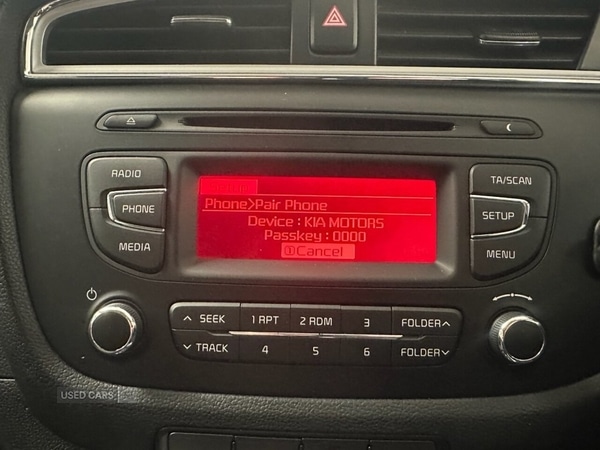 RADIO
PHONE
MEDIA
Phone>Pair Phone
Device : KIA MOTORS
Passkey : 0000
①Cancel
TA/SCAN
SETUP
MENU
∧ SEEK
∨ TRACK
1 RPT
2 RDM
3
FOLDER∧
4
5
6
FOLDER∨
USED CARS